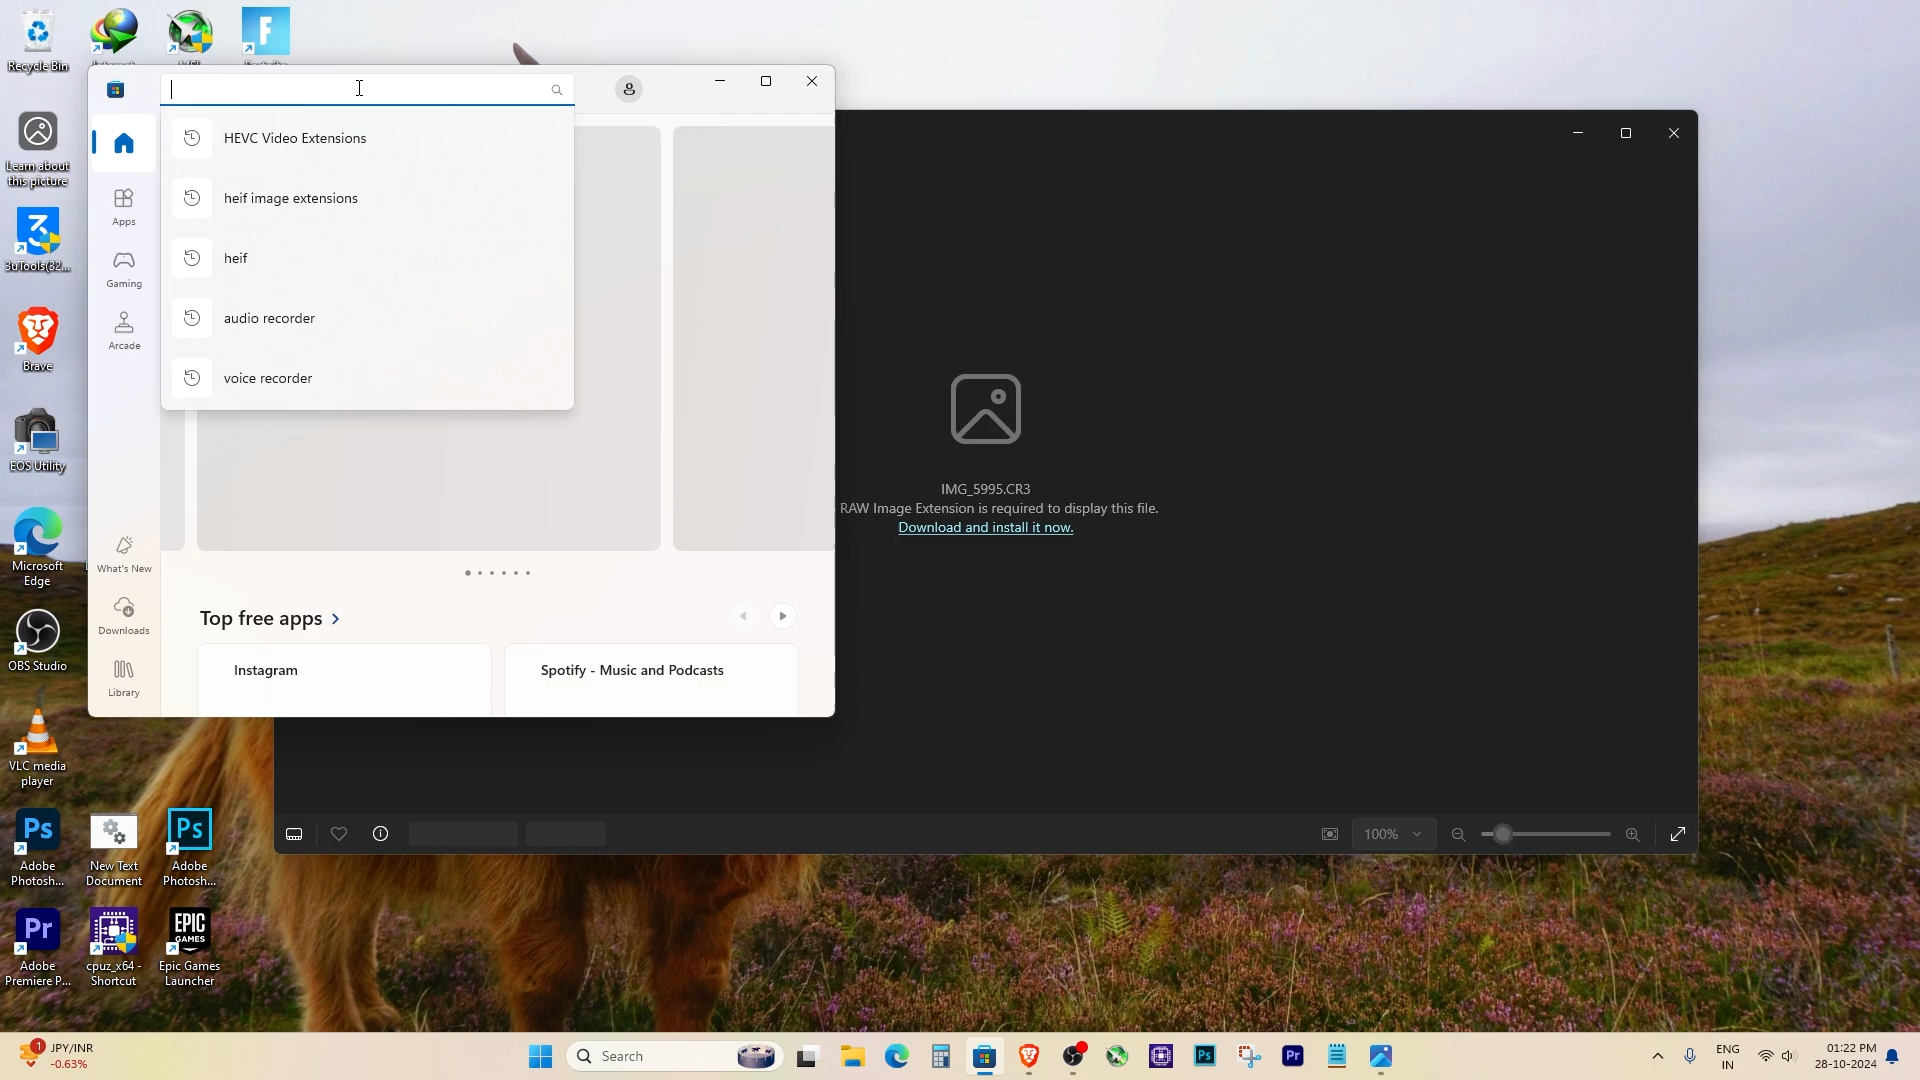 Recycle Bin
Learn about
this picture
3uTools(32...
Brave
EOS Utility
Microsoft
Edge
OBS Studio
VLC media
player
Adobe
Photosh...
New Text
Document
Adobe
Photosh...
Adobe
Premiere P...
cpuz_x64 -
Shortcut
EPIC
GAMES
Epic Games
Launcher
HEVC Video Extensions
heif image extensions
heif
audio recorder
voice recorder
Apps
Gaming
Arcade
What's New
Downloads
Library
Top free apps
Instagram
Spotify - Music and Podcasts
IMG_5995.CR3
RAW Image Extension is required to display this file.
Download and install it now.
100%
1
JPY/INR
-0.63%
Search
ENG
IN
01:22 PM
28-10-2024